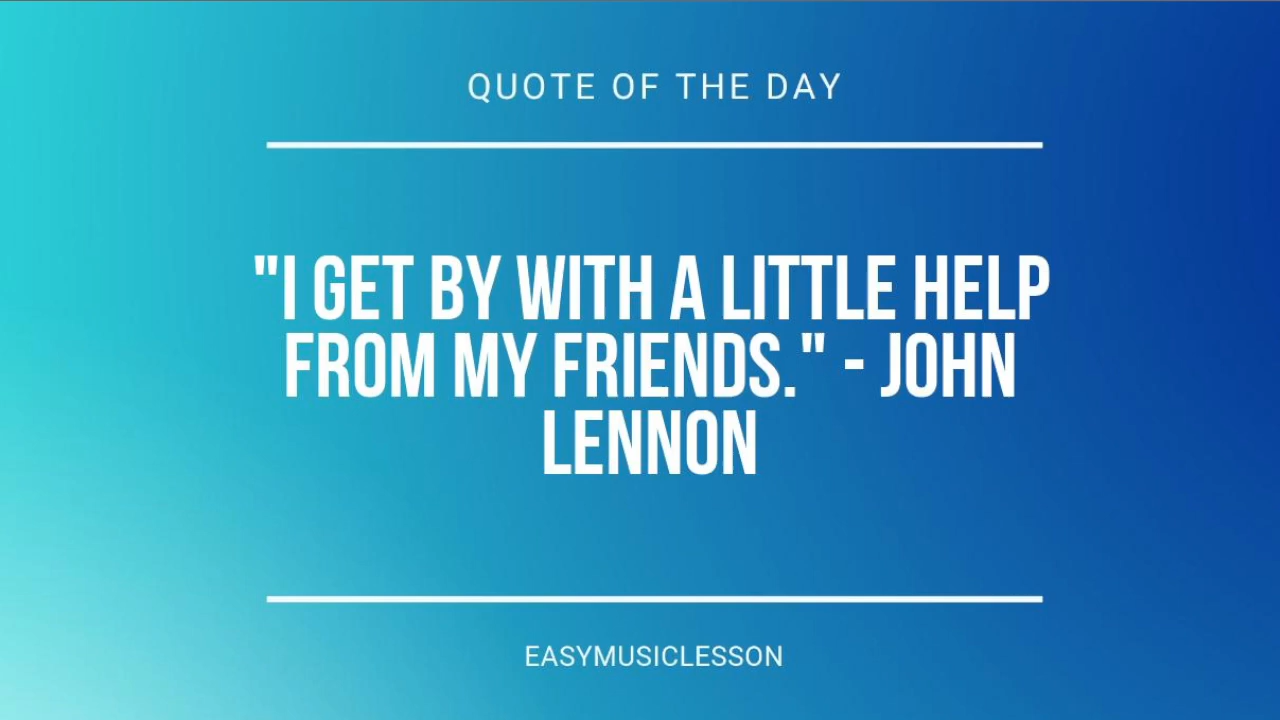 QUOTE OF THE DAY
"I GET BY WITH A LITTLE HELP
FROM MY FRIENDS." - JOHN
LENNON
EASYMUSICLESSON